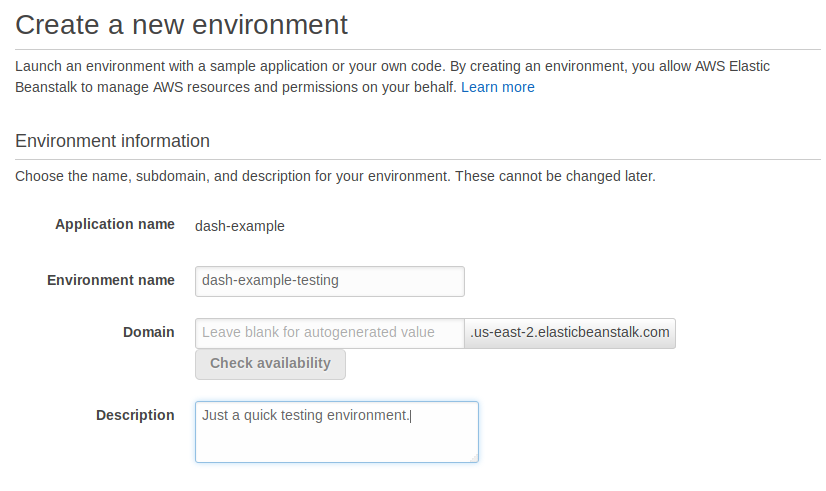 Create a new environment
Launch an environment with a sample application or your own code. By creating an environment, you allow AWS Elastic
Beanstalk to manage AWS resources and permissions on your behalf. Learn more
Environment information
Choose the name, subdomain, and description for your environment. These cannot be changed later.
Application name dash-example
Environment name dash-example-testing
Domain Leave blank for autogenerated value .us-east-2.elasticbeanstalk.com
Check availability
Description Just a quick testing environment.